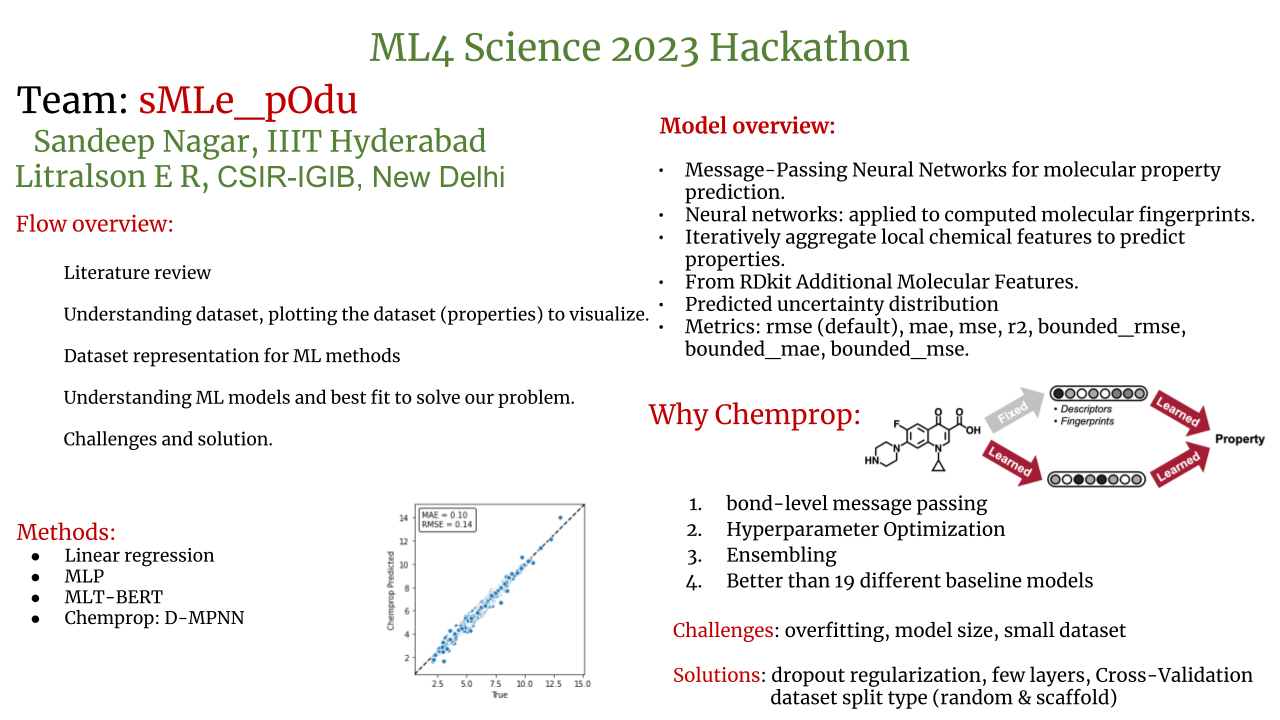 ML4 Science 2023 Hackathon
Team: sMLe_pOdu
Sandeep Nagar, IIIT Hyderabad
Litralson E R, CSIR-IGIB, New Delhi
Flow overview:
Literature review
Understanding dataset, plotting the dataset (properties) to visualize.
Dataset representation for ML methods
Understanding ML models and best fit to solve our problem.
Challenges and solution.
Methods:
● Linear regression
● MLP
● MLT-BERT
● Chemprop: D-MPNN
MAE = 0.10
RMSE = 0.14
14
12
10
8
6
4
2
Chemprop Predicted
2.5 5.0 7.5 10.0 12.5 15.0
True
Model overview:
• Message-Passing Neural Networks for molecular property
prediction.
• Neural networks: applied to computed molecular fingerprints.
• Iteratively aggregate local chemical features to predict
properties.
• From RDkit Additional Molecular Features.
• Predicted uncertainty distribution
• Metrics: rmse (default), mae, mse, r2, bounded_rmse,
bounded_mae, bounded_mse.
Why Chemprop:
F
O
O
OH
N
N
HN
Fixed
• Descriptors
• Fingerprints
Learned
Learned
Learned
Property
1. bond-level message passing
2. Hyperparameter Optimization
3. Ensembling
4. Better than 19 different baseline models
Challenges: overfitting, model size, small dataset
Solutions: dropout regularization, few layers, Cross-Validation
dataset split type (random & scaffold)